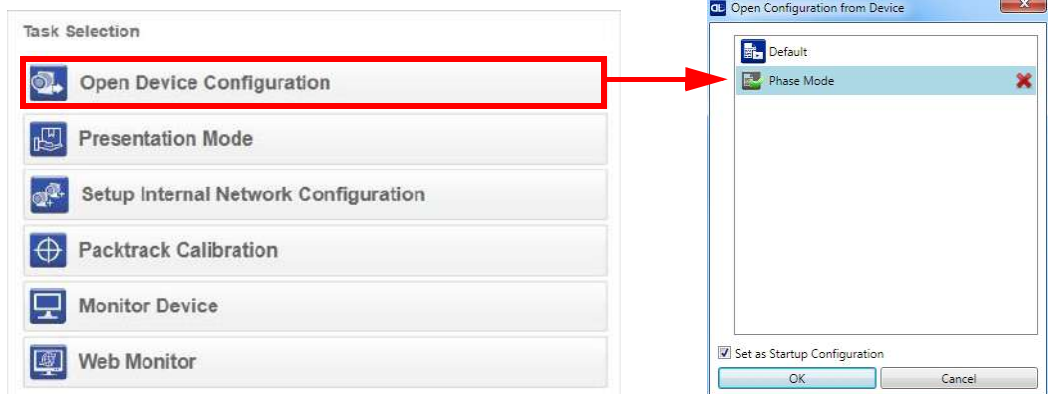 Task Selection
Open Device Configuration
Presentation Mode
Setup Internal Network Configuration
Packtrack Calibration
Monitor Device
Web Monitor
DL Open Configuration from Device
Default
Phase Mode
Set as Startup Configuration
OK Cancel